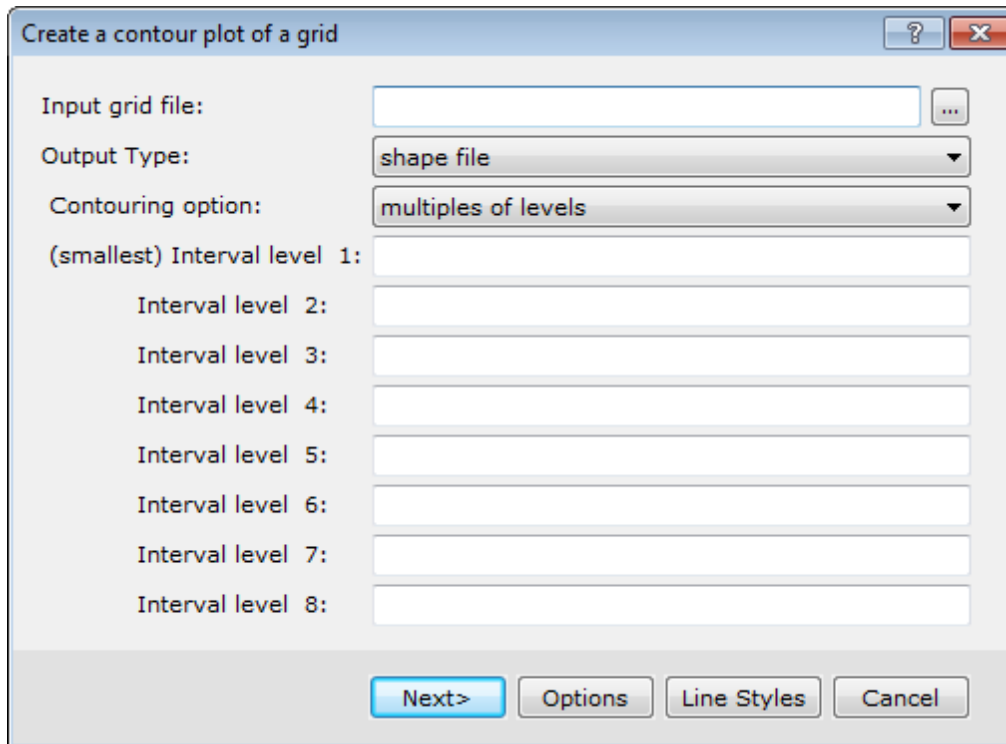 Create a contour plot of a grid
Input grid file: ...
Output Type: shape file
Contouring option: multiples of levels
(smallest) Interval level 1:
Interval level 2:
Interval level 3:
Interval level 4:
Interval level 5:
Interval level 6:
Interval level 7:
Interval level 8:
Next> Options Line Styles Cancel